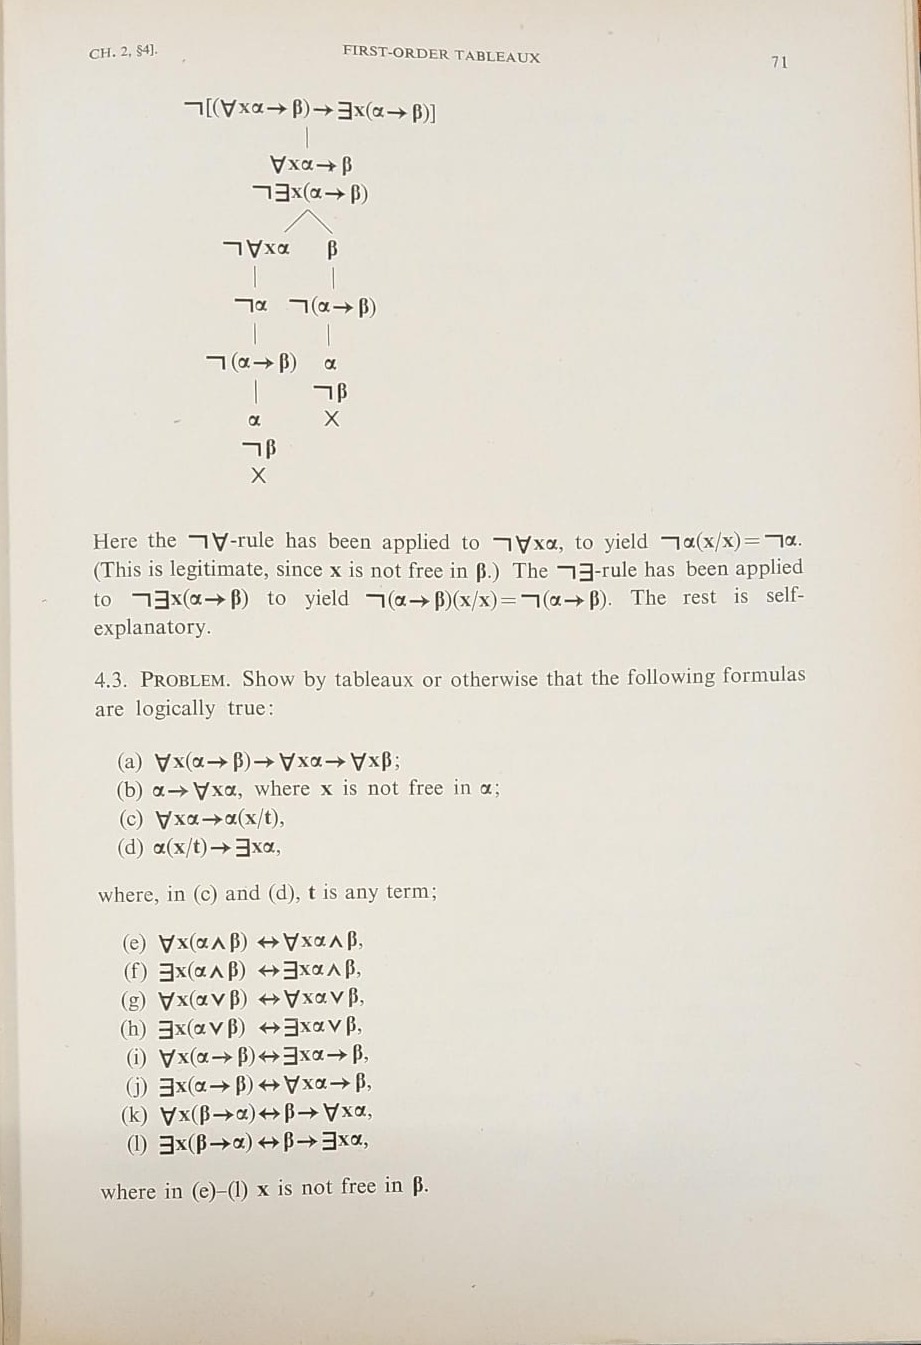 CH. 2, §4].
FIRST-ORDER TABLEAUX
71
¬[(∀xα→β)→∃x(α→β)]
∀xα→β
¬∃x(α→β)
¬∀xα β
¬α ¬(α→β)
¬(α→β) α
¬β
α X
¬β
X
Here the ¬∀-rule has been applied to ¬∀xα, to yield ¬α(x/x)=¬α.
(This is legitimate, since x is not free in β.) The ¬∃-rule has been applied
to ¬∃x(α→β) to yield ¬(α→β)(x/x)=¬(α→β). The rest is self-
explanatory.
4.3. PROBLEM. Show by tableaux or otherwise that the following formulas
are logically true:
(a) ∀x(α→β)→∀xα→∀xβ;
(b) α→∀xα, where x is not free in α;
(c) ∀xα→α(x/t),
(d) α(x/t)→∃xα,
where, in (c) and (d), t is any term;
(e) ∀x(α∧β) ↔∀xα∧β,
(f) ∃x(α∧β) ↔∃xα∧β,
(g) ∀x(α∨β) ↔∀xα∨β,
(h) ∃x(α∨β) ↔∃xα∨β,
(i) ∀x(α→β)↔∃xα→β,
(j) ∃x(α→β)↔∀xα→β,
(k) ∀x(β→α)↔β→∀xα,
(l) ∃x(β→α)↔β→∃xα,
where in (e)–(l) x is not free in β.